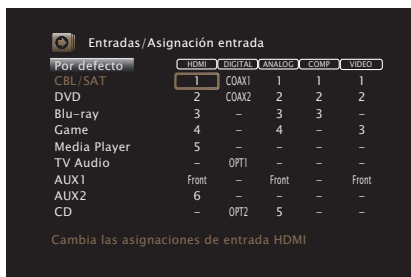 Entradas/Asignación entrada
Por defecto HDMI DIGITAL ANALOG COMP VIDEO
CBL/SAT 1 COAX1 1 1 1
DVD 2 COAX2 2 2 2
Blu-ray 3 – 3 3 –
Game 4 – 4 – 3
Media Player 5 – – – –
TV Audio – OPT1 – – –
AUX1 Front – Front – Front
AUX2 6 – – – –
CD – OPT2 5 – –
Cambia las asignaciones de entrada HDMI